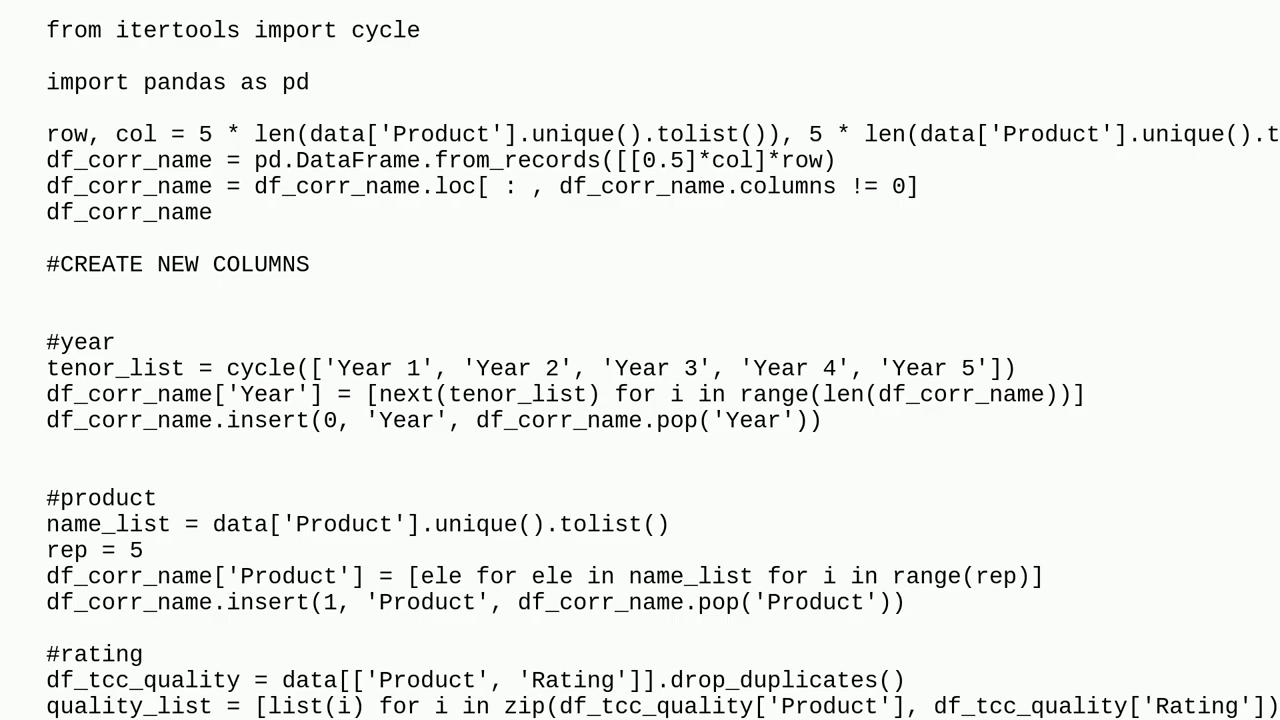 from itertools import cycle
import pandas as pd
row, col = 5 * len(data['Product'].unique().tolist()), 5 * len(data['Product'].unique().t
df_corr_name = pd.DataFrame.from_records([[0.5]*col]*row)
df_corr_name = df_corr_name.loc[ : , df_corr_name.columns != 0]
df_corr_name
#CREATE NEW COLUMNS
#year
tenor_list = cycle(['Year 1', 'Year 2', 'Year 3', 'Year 4', 'Year 5'])
df_corr_name['Year'] = [next(tenor_list) for i in range(len(df_corr_name))]
df_corr_name.insert(0, 'Year', df_corr_name.pop('Year'))
#product
name_list = data['Product'].unique().tolist()
rep = 5
df_corr_name['Product'] = [ele for ele in name_list for i in range(rep)]
df_corr_name.insert(1, 'Product', df_corr_name.pop('Product'))
#rating
df_tcc_quality = data[['Product', 'Rating']].drop_duplicates()
quality_list = [list(i) for i in zip(df_tcc_quality['Product'], df_tcc_quality['Rating'])